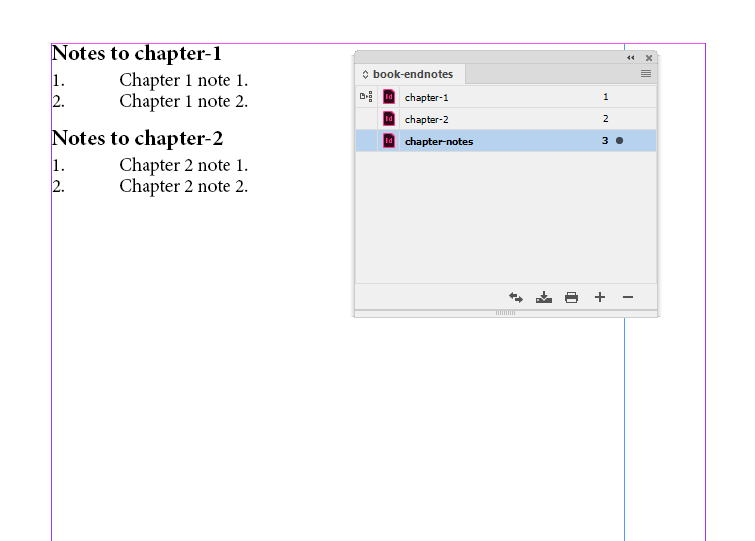 Notes to chapter-1
1. Chapter 1 note 1.
2. Chapter 1 note 2.
Notes to chapter-2
1. Chapter 2 note 1.
2. Chapter 2 note 2.
book-endnotes
Id chapter-1 1
Id chapter-2 2
Id chapter-notes 3